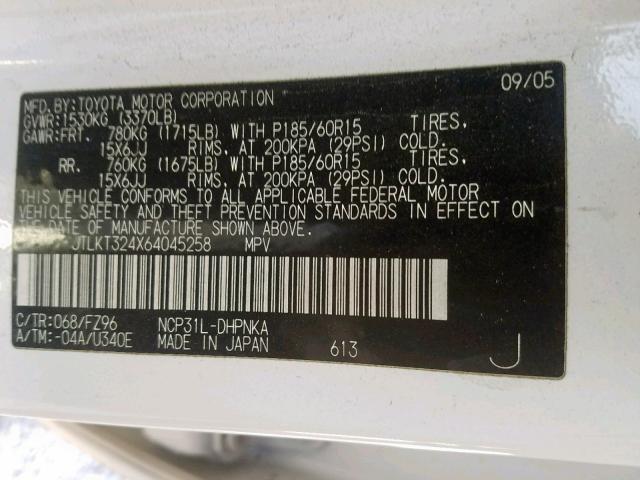 09/05
MFD.BY:TOYOTA MOTOR CORPORATION
GVWR:1530KG (3370LB)
GAWR:FRT. 780KG (1715LB) WITH P185/60R15 TIRES,
15X6JJ RIMS, AT 200KPA (29PSI) COLD.
RR. 760KG (1675LB) WITH P185/60R15 TIRES,
15X6JJ RIMS, AT 200KPA (29PSI) COLD.
THIS VEHICLE CONFORMS TO ALL APPLICABLE FEDERAL MOTOR
VEHICLE SAFETY AND THEFT PREVENTION STANDARDS IN EFFECT ON
DATE OF MANUFACTURE SHOWN ABOVE.
JTLKT324X64045258 MPV
C/TR:068/FZ96 NCP31L-DHPNKA
A/TM:-04A/U340E MADE IN JAPAN 613 J